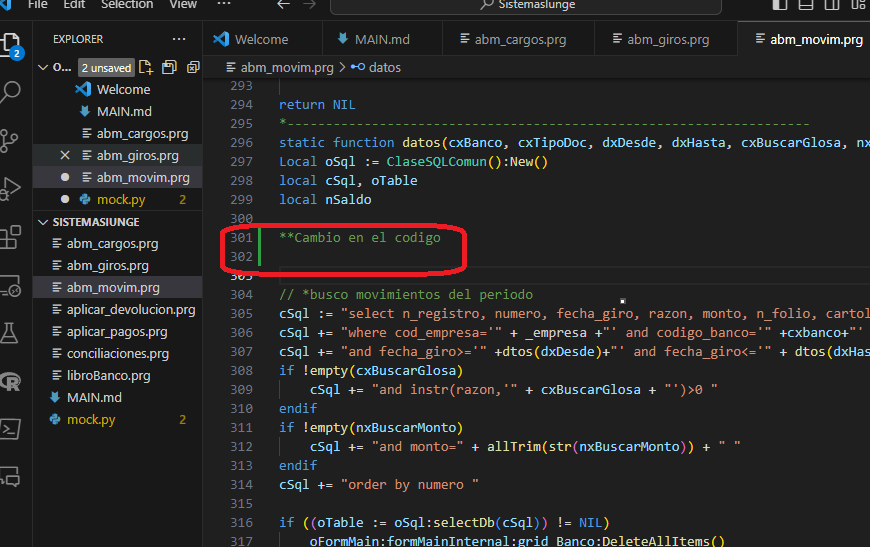 File Edit Selection View
Sistemaslunge
2
EXPLORER
2 unsaved
Welcome
MAIN.md
abm_cargos.prg
abm_giros.prg
abm_movim.prg
mock.py 2
SISTEMASIUNGE
abm_cargos.prg
abm_giros.prg
abm_movim.prg
aplicar_devolucion.prg
aplicar_pagos.prg
conciliaciones.prg
libroBanco.prg
MAIN.md
mock.py 2
Welcome MAIN.md abm_cargos.prg abm_giros.prg abm_movim.prg
abm_movim.prg > datos
293
294 return NIL
295 *-------------------------------------------------------------------
296 static function datos(cxBanco, cxTipoDoc, dxDesde, dxHasta, cxBuscarGlosa,
297 Local oSql := ClaseSQLComun():New()
298 local cSql, oTable
299 local nSaldo
300
301 **Cambio en el codigo
302
303
304 // *busco movimientos del periodo
305 cSql := "select n_registro, numero, fecha_giro, razon, monto, n_folio,
306 cSql += "where cod_empresa='" + _empresa +"' and codigo_banco='" +cxbanco+"'
307 cSql += "and fecha_giro>='" +dtos(dxDesde)+"' and fecha_giro<='" +
308 if !empty(cxBuscarGlosa)
309 cSql += "and instr(razon,'" + cxBuscarGlosa + "')>0 "
310 endif
311 if !empty(nxBuscarMonto)
312 cSql += "and monto=" + allTrim(str(nxBuscarMonto)) + " "
313 endif
314 cSql += "order by numero "
315
316 if ((oTable := oSql:selectDb(cSql)) != NIL)
317 oFormMain:formMainInternal:grid_Banco:DeleteAllItems()